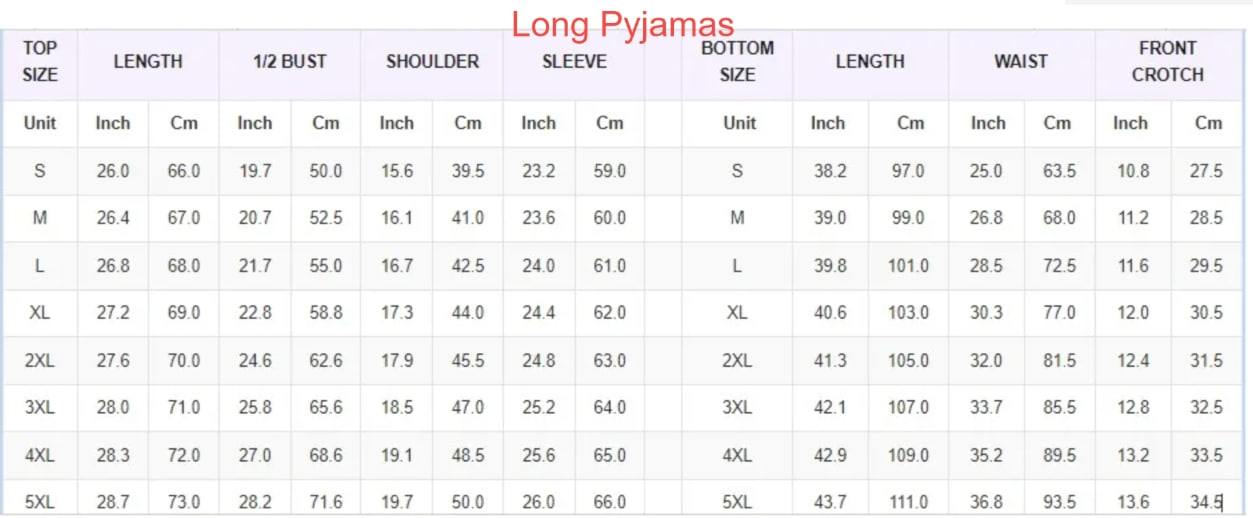 Long Pyjamas
TOP SIZE LENGTH 1/2 BUST SHOULDER SLEEVE BOTTOM SIZE LENGTH WAIST FRONT CROTCH
Unit Inch Cm Inch Cm Inch Cm Inch Cm Unit Inch Cm Inch Cm Inch Cm
S 26.0 66.0 19.7 50.0 15.6 39.5 23.2 59.0 S 38.2 97.0 25.0 63.5 10.8 27.5
M 26.4 67.0 20.7 52.5 16.1 41.0 23.6 60.0 M 39.0 99.0 26.8 68.0 11.2 28.5
L 26.8 68.0 21.7 55.0 16.7 42.5 24.0 61.0 L 39.8 101.0 28.5 72.5 11.6 29.5
XL 27.2 69.0 22.8 58.8 17.3 44.0 24.4 62.0 XL 40.6 103.0 30.3 77.0 12.0 30.5
2XL 27.6 70.0 24.6 62.6 17.9 45.5 24.8 63.0 2XL 41.3 105.0 32.0 81.5 12.4 31.5
3XL 28.0 71.0 25.8 65.6 18.5 47.0 25.2 64.0 3XL 42.1 107.0 33.7 85.5 12.8 32.5
4XL 28.3 72.0 27.0 68.6 19.1 48.5 25.6 65.0 4XL 42.9 109.0 35.2 89.5 13.2 33.5
5XL 28.7 73.0 28.2 71.6 19.7 50.0 26.0 66.0 5XL 43.7 111.0 36.8 93.5 13.6 34.5